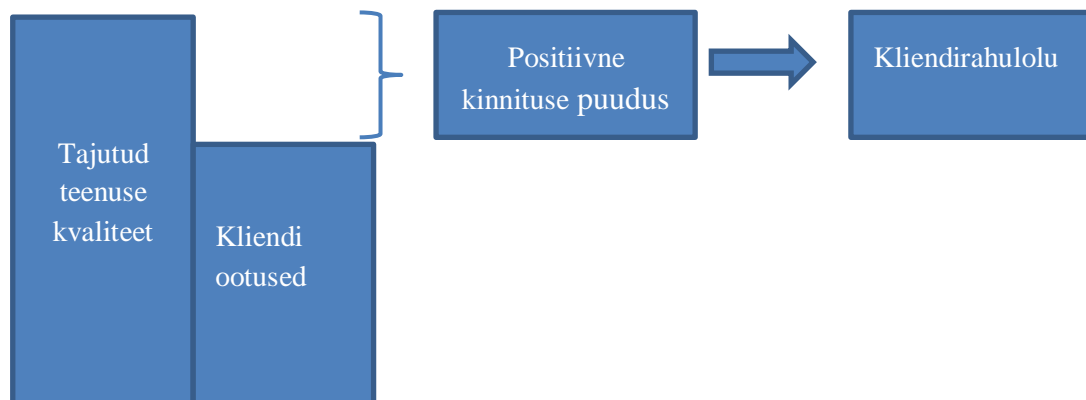 Tajutud
teenuse
kvaliteet
Kliendi
ootused
Positiivne
kinnituse puudus
Kliendirahulolu